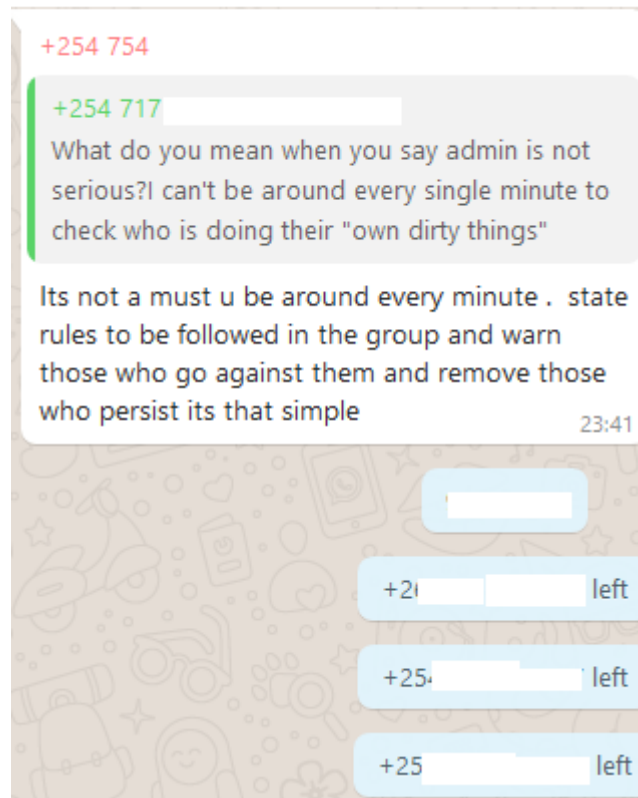 +254 754
+254 717
What do you mean when you say admin is not
serious?I can't be around every single minute to
check who is doing their "own dirty things"
Its not a must u be around every minute . state
rules to be followed in the group and warn
those who go against them and remove those
who persist its that simple
23:41
left
+254 left
+25 left